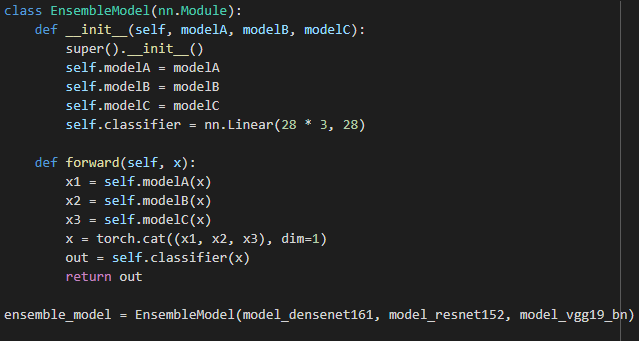 class EnsembleModel(nn.Module):
    def __init__(self, modelA, modelB, modelC):
        super().__init__()
        self.modelA = modelA
        self.modelB = modelB
        self.modelC = modelC
        self.classifier = nn.Linear(28 * 3, 28)

    def forward(self, x):
        x1 = self.modelA(x)
        x2 = self.modelB(x)
        x3 = self.modelC(x)
        x = torch.cat((x1, x2, x3), dim=1)
        out = self.classifier(x)
        return out

ensemble_model = EnsembleModel(model_densenet161, model_resnet152, model_vgg19_bn)